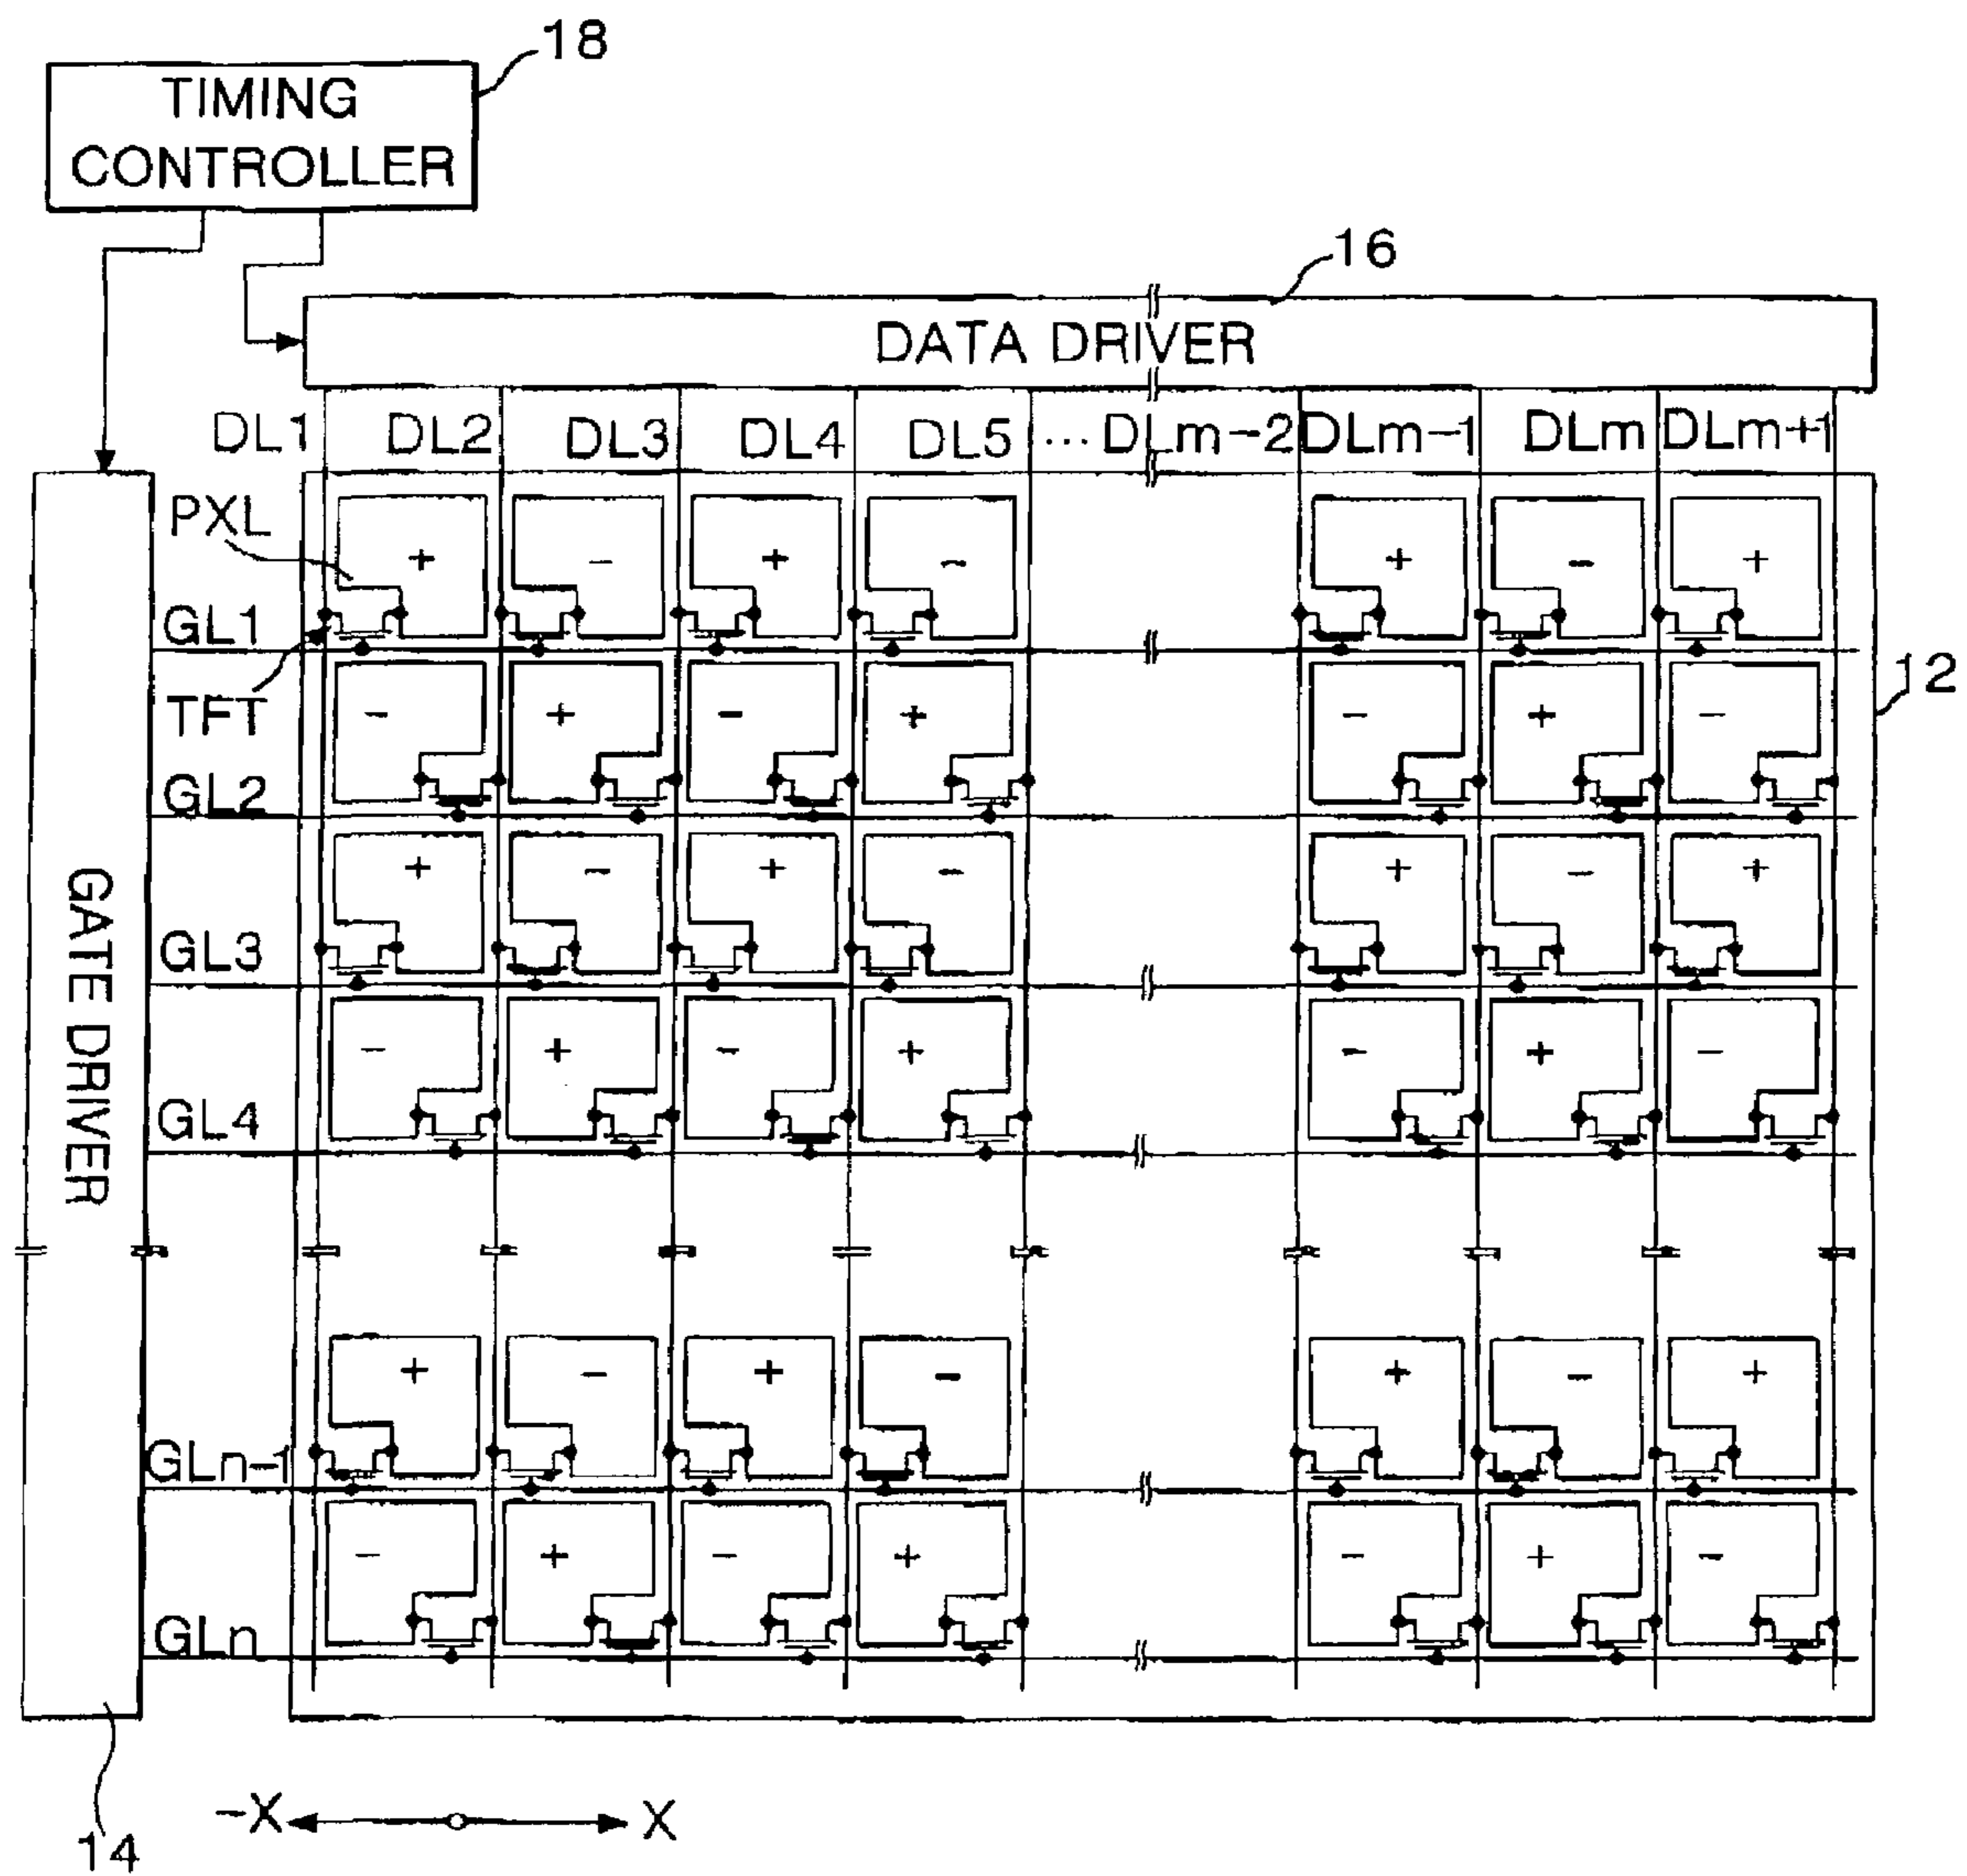 18
TIMING
CONTROLLER
16
DATA DRIVER
DL1 DL2 DL3 DL4 DL5 ... DLm-2 DLm-1 DLm DLm+1
PXL + - + - + - +
GL1
12
TFT - + - + - + -
GL2
+ - + - + - +
GL3
GATE DRIVER
- + - + - + -
GL4
+ - + - + - +
GLn-1
- + - + - + -
GLn
-X X
14